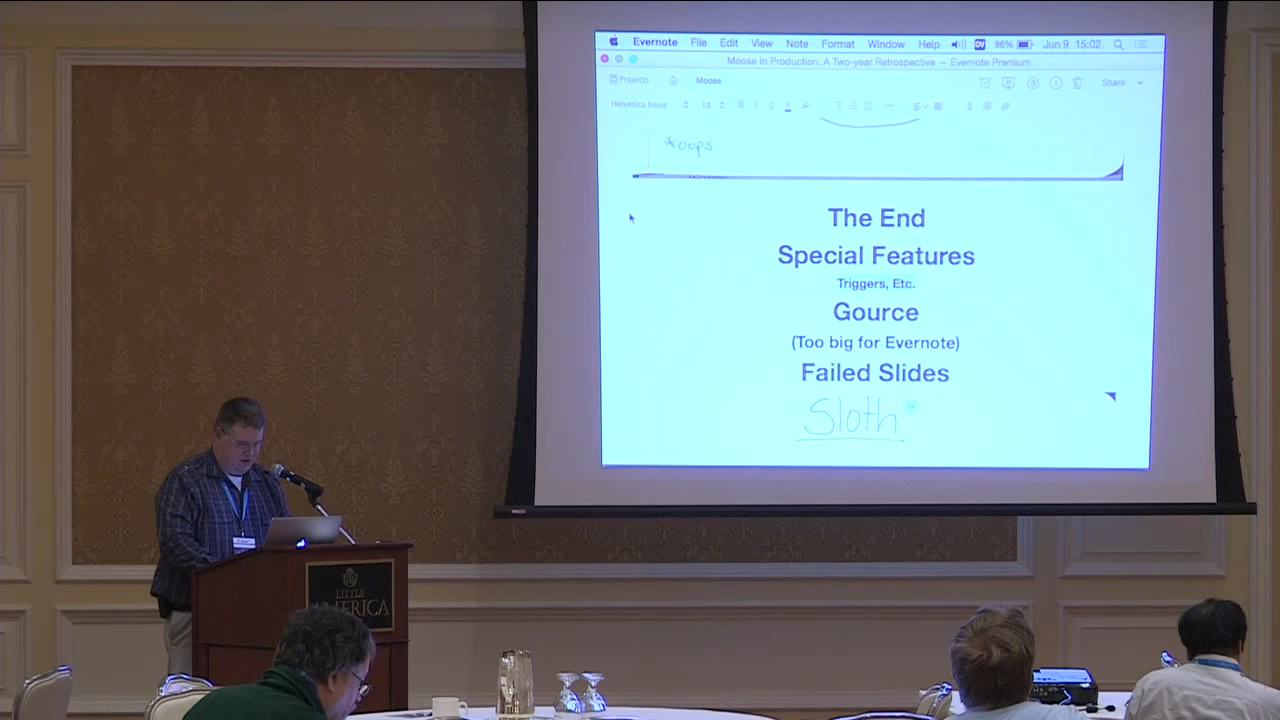 Evernote File Edit View Note Format Window Help 86% Jun 9 15:02
Moose In Production: A Two-year Retrospective — Evernote Premium
Projects Moose Share
Helvetica Neue 18 B I U
*oops
The End
Special Features
Triggers, Etc.
Gource
(Too big for Evernote)
Failed Slides
Sloth
LITTLE
AMERICA